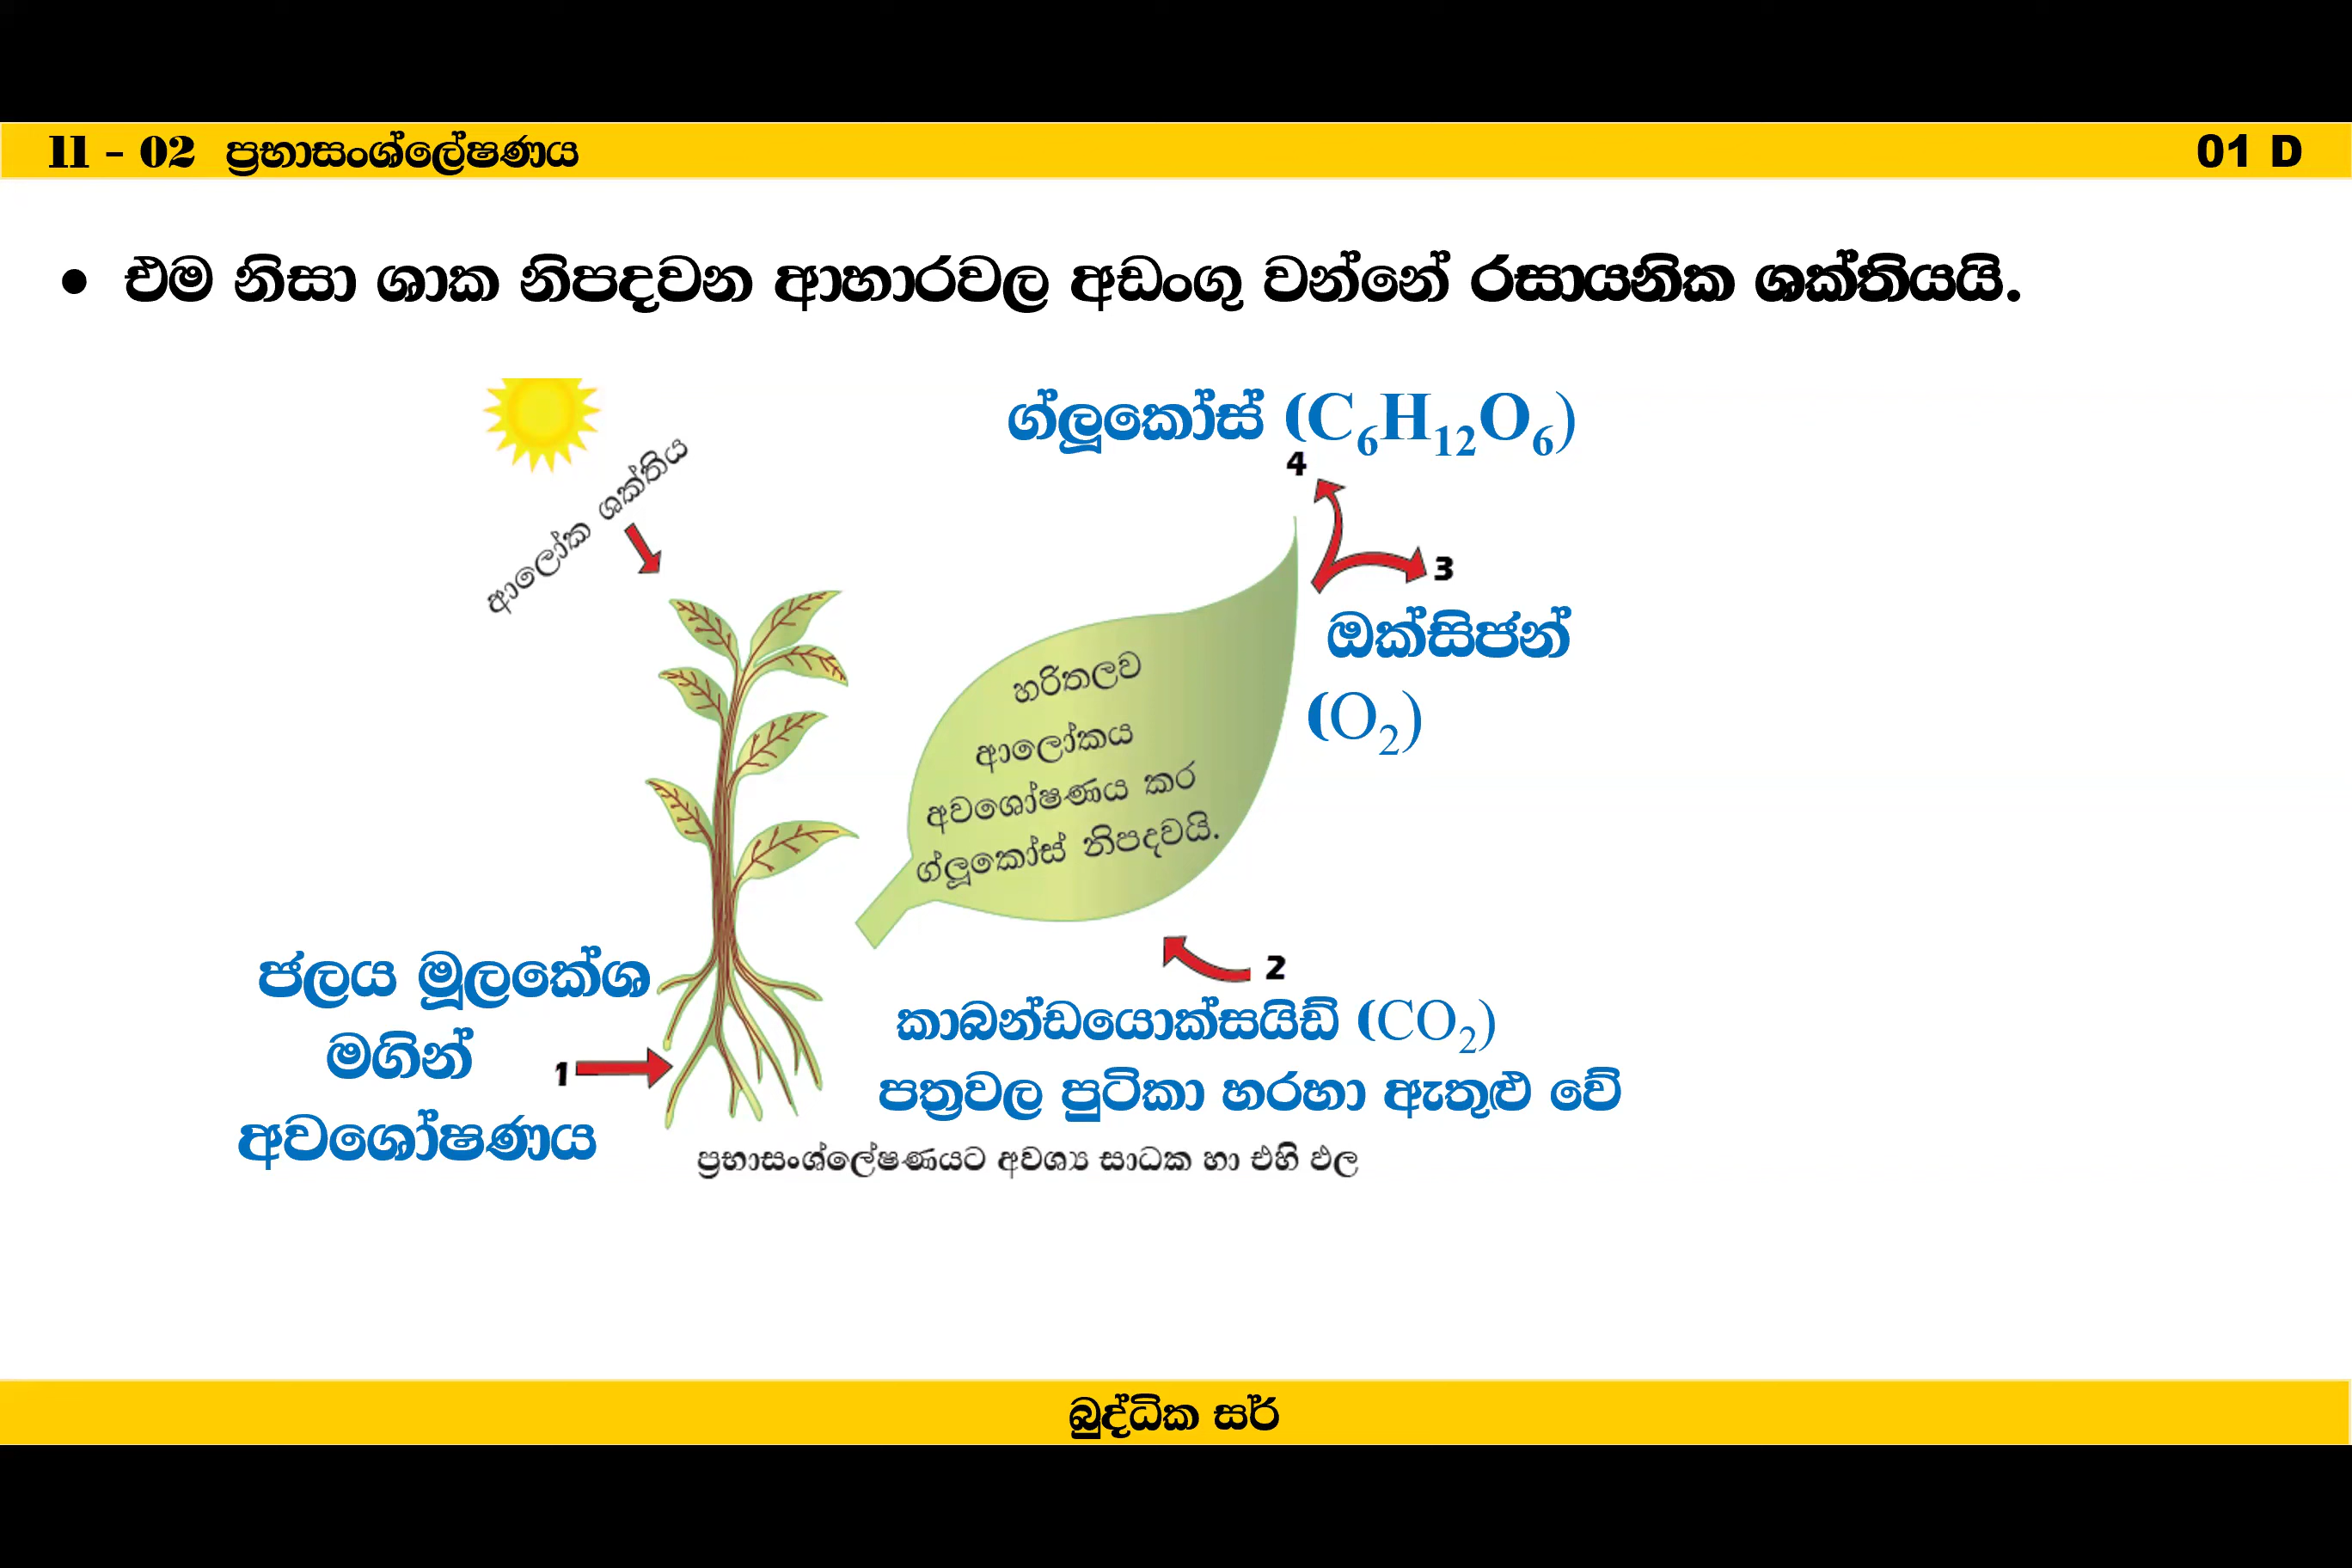 11 - 02 ප්‍රභාසංශ්ලේෂණය
01 D
• එම නිසා ශාක නිපදවන ආහාරවල අඩංගු වන්නේ රසායනික ශක්තියයි.
ග්ලූකෝස් (C₆H₁₂O₆)
4
ආලෝක ශක්තිය
3
ඔක්සිජන්
(O₂)
හරිතලව
ආලෝකය
අවශෝෂණය කර
ග්ලූකෝස් නිපදවයි.
ජලය මූලකේශ
මගින්
අවශෝෂණය
1
2
කාබන්ඩයොක්සයිඩ් (CO₂)
පත්‍රවල පුටිකා හරහා ඇතුළු වේ
ප්‍රභාසංශ්ලේෂණයට අවශ්‍ය සාධක හා එහි ඵල
බුද්ධික සර්